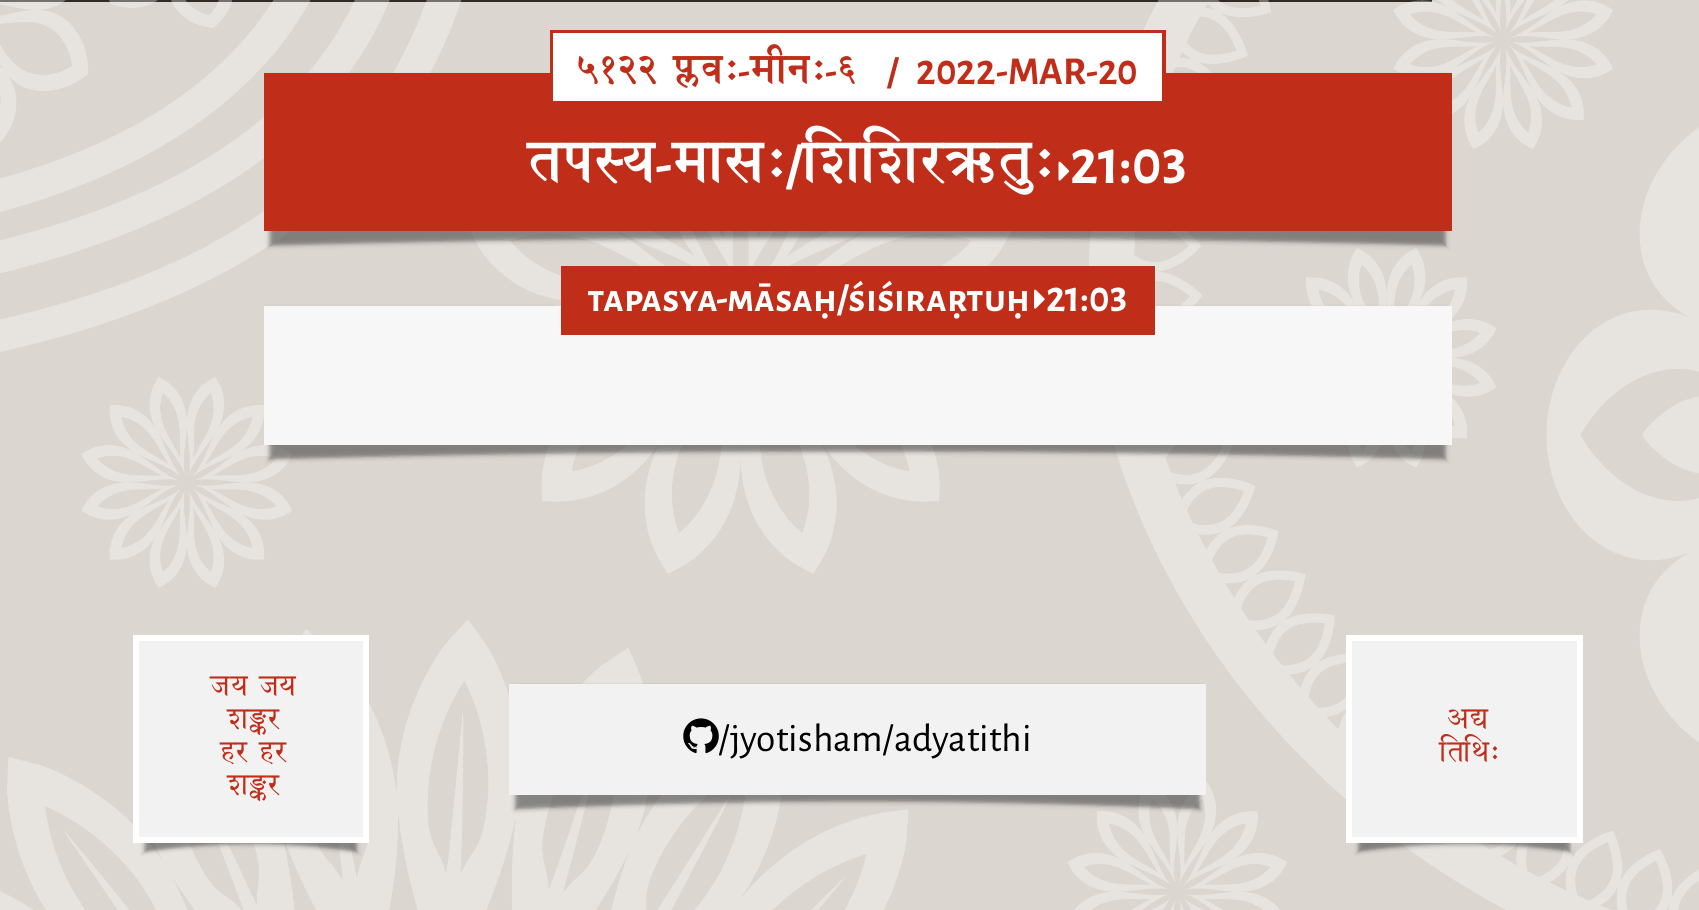 ५१२२ प्लवः-मीनः-६ / 2022-MAR-20
तपस्य-मासः/शिशिरऋतुः▸21:03
TAPASYA-MĀSAḤ/ŚIŚIRAṚTUḤ▸21:03
जय जय
शङ्कर
हर हर
शङ्कर
/jyotisham/adyatithi
अद्य
तिथिः